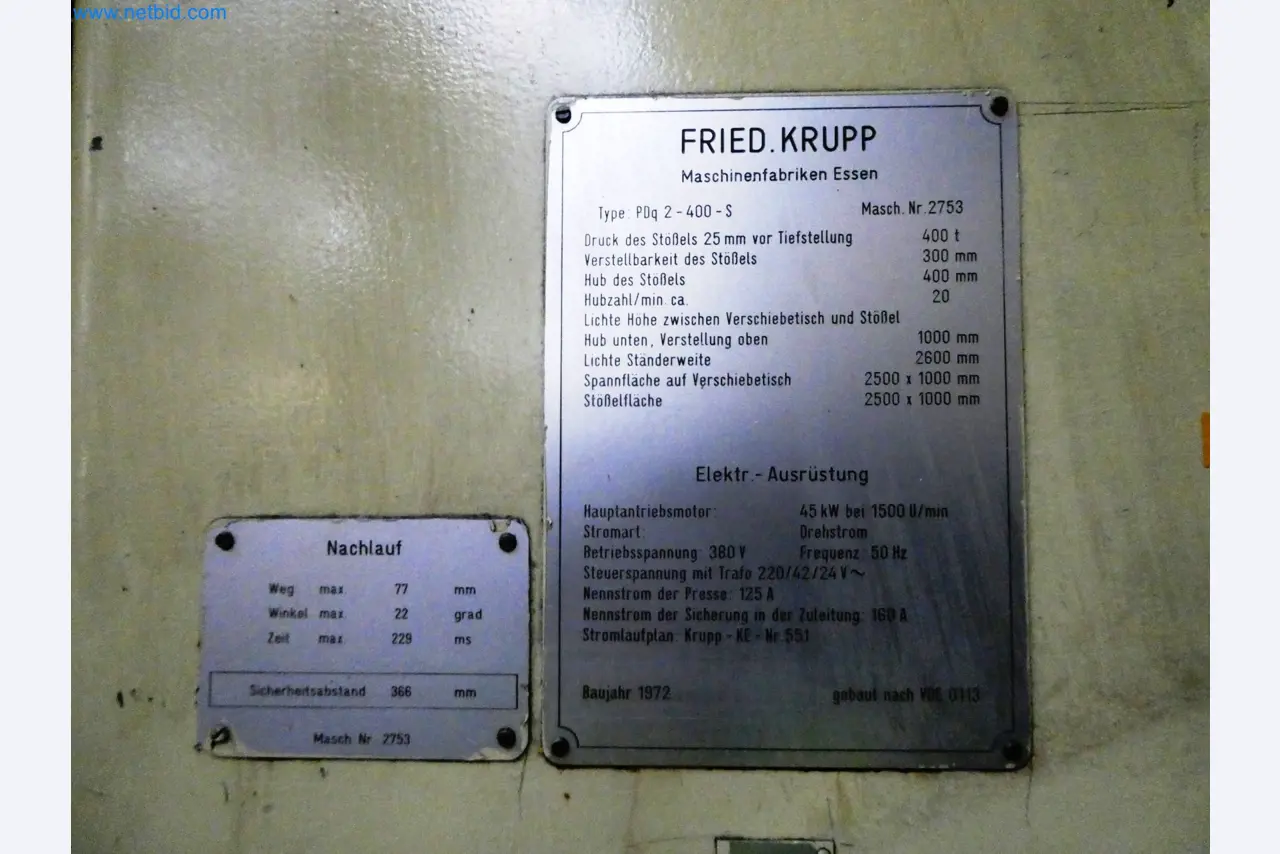 www.netbid.com
FRIED. KRUPP
Maschinenfabriken Essen
Type: PDq 2-400-S Masch. Nr. 2753
Druck des Stößels 25 mm vor Tiefstellung 400 t
Verstellbarkeit des Stößels 300 mm
Hub des Stößels 400 mm
Hubzahl/min. ca. 20
Lichte Höhe zwischen Verschiebetisch und Stößel
Hub unten, Verstellung oben 1000 mm
Lichte Ständerweite 2600 mm
Spannfläche auf Verschiebetisch 2500 x 1000 mm
Stößelfläche 2500 x 1000 mm
Elektr.-Ausrüstung
Hauptantriebsmotor: 45 kW bei 1500 U/min
Stromart: Drehstrom
Betriebsspannung: 380 V Frequenz: 50 Hz
Steuerspannung mit Trafo 220/42/24 V~
Nennstrom der Presse: 125 A
Nennstrom der Sicherung in der Zuleitung: 160 A
Stromlaufplan: Krupp-KE-Nr. 551
Baujahr 1972 gebaut nach VDE 0113
Nachlauf
Weg max. 77 mm
Winkel max. 22 grad
Zeit max. 229 ms
Sicherheitsabstand 366 mm
Masch Nr 2753